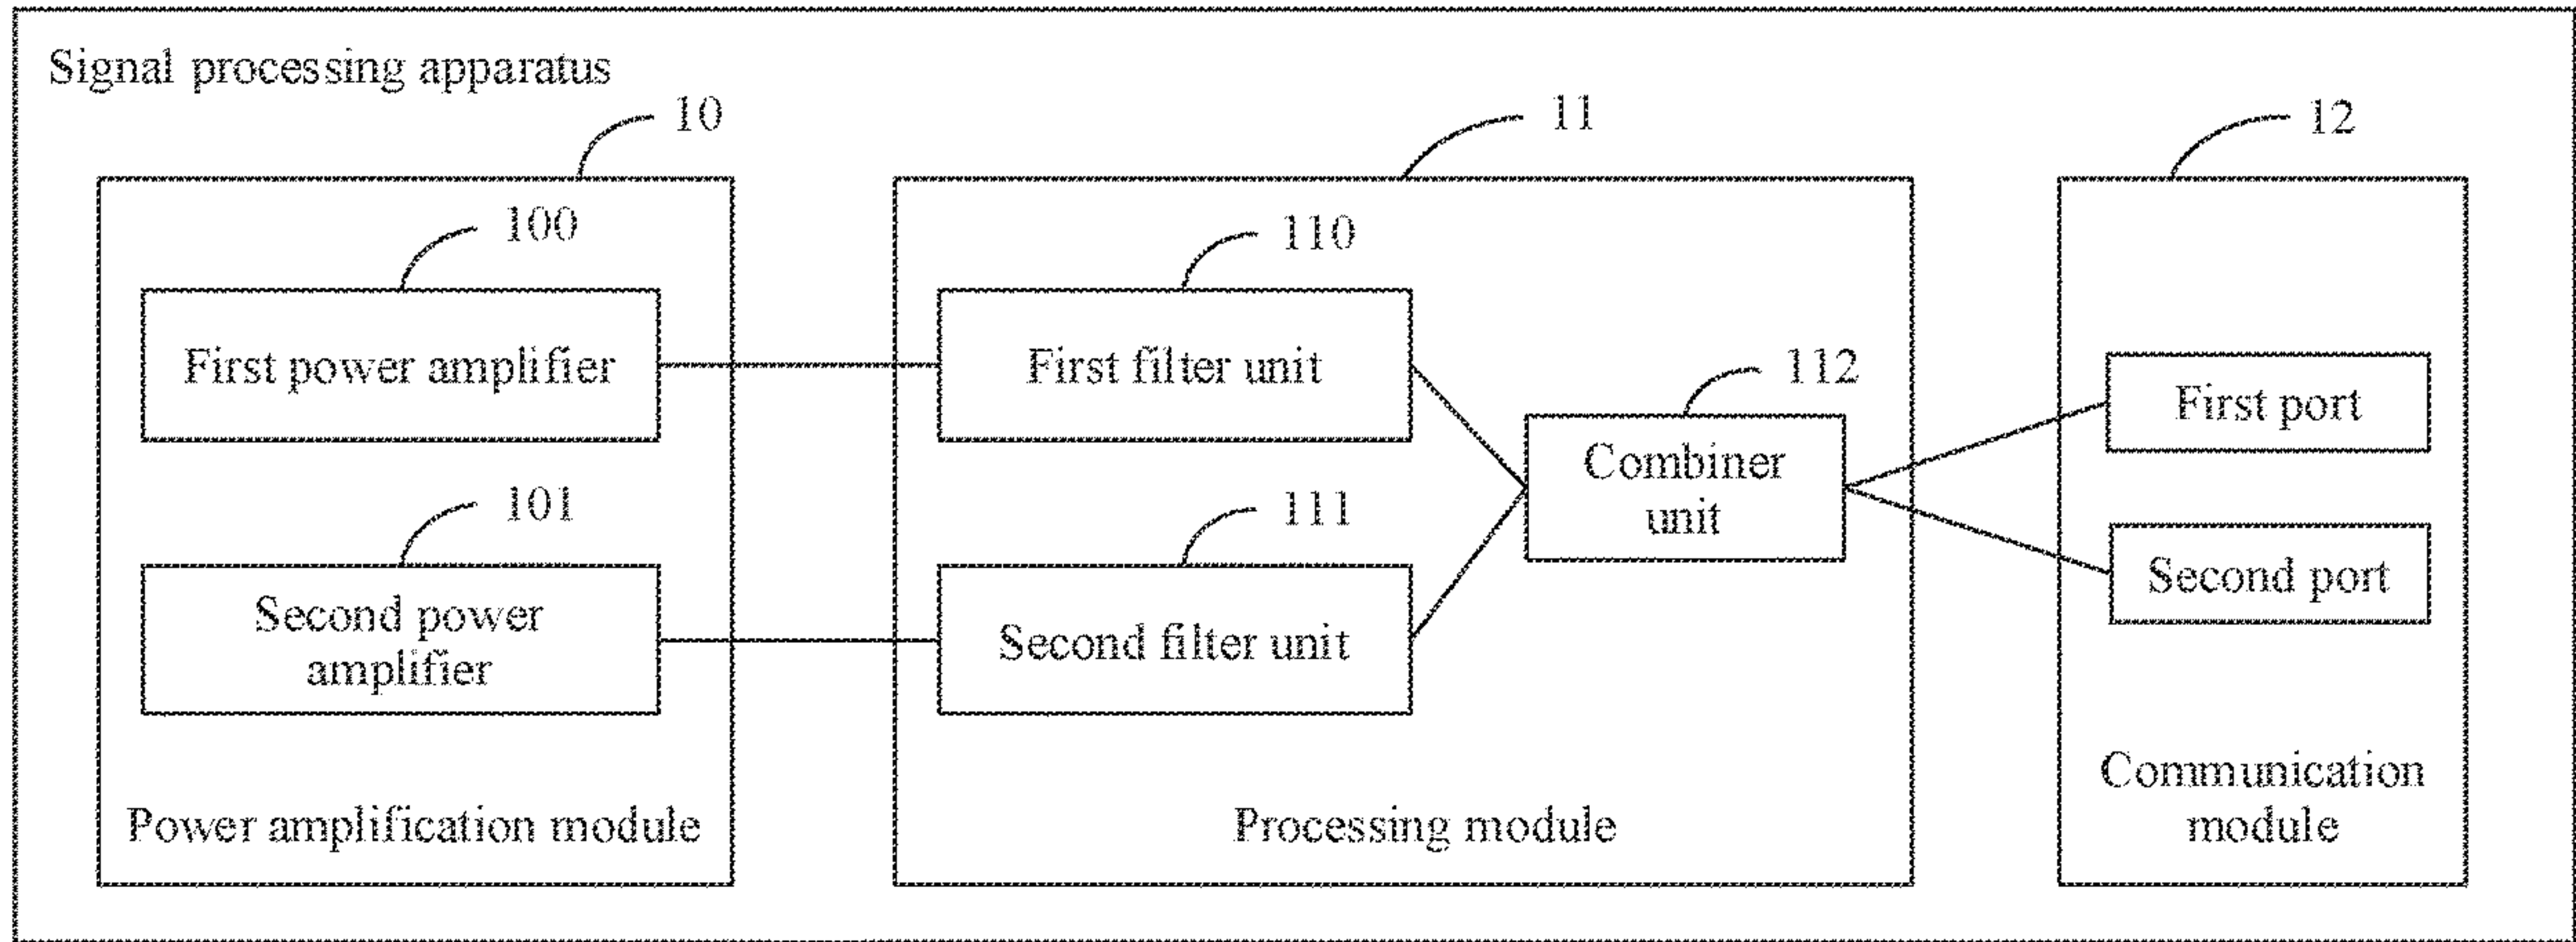 Signal processing apparatus
10
11
12
100
110
First power amplifier
First filter unit
112
First port
Combiner
unit
101
111
Second port
Second power
amplifier
Second filter unit
Power amplification module
Processing module
Communication
module